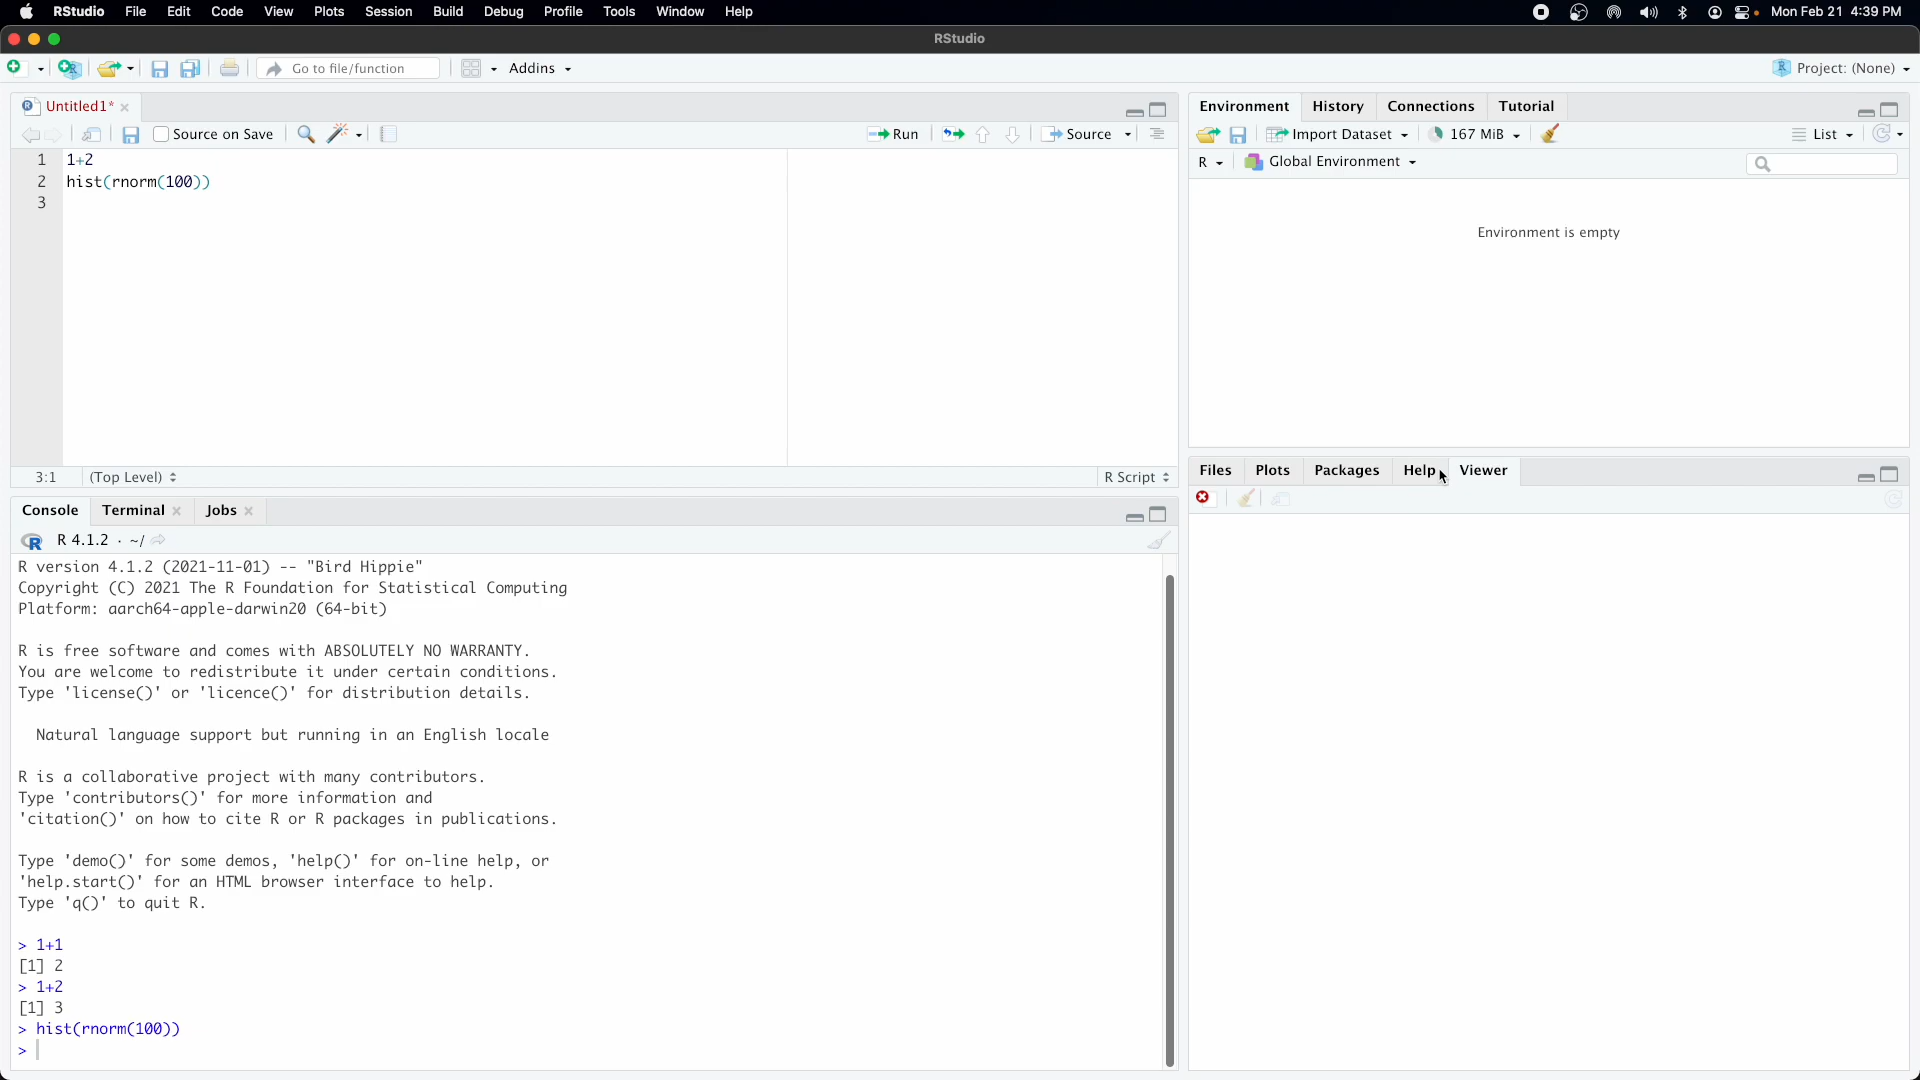 RStudio File Edit Code View Plots Session Build Debug Profile Tools Window Help Mon Feb 21 4:39 PM
RStudio
Go to file/function Addins Project: (None)
Untitled1*
Source on Save Run Source
1 1+2
2 hist(rnorm(100))
3
3:1 (Top Level) R Script
Console Terminal Jobs
R 4.1.2 · ~/
R version 4.1.2 (2021-11-01) -- "Bird Hippie"
Copyright (C) 2021 The R Foundation for Statistical Computing
Platform: aarch64-apple-darwin20 (64-bit)
R is free software and comes with ABSOLUTELY NO WARRANTY.
You are welcome to redistribute it under certain conditions.
Type 'license()' or 'licence()' for distribution details.
Natural language support but running in an English locale
R is a collaborative project with many contributors.
Type 'contributors()' for more information and
'citation()' on how to cite R or R packages in publications.
Type 'demo()' for some demos, 'help()' for on-line help, or
'help.start()' for an HTML browser interface to help.
Type 'q()' to quit R.
> 1+1
[1] 2
> 1+2
[1] 3
> hist(rnorm(100))
>
Environment History Connections Tutorial
Import Dataset 167 MiB List
R Global Environment
Environment is empty
Files Plots Packages Help Viewer